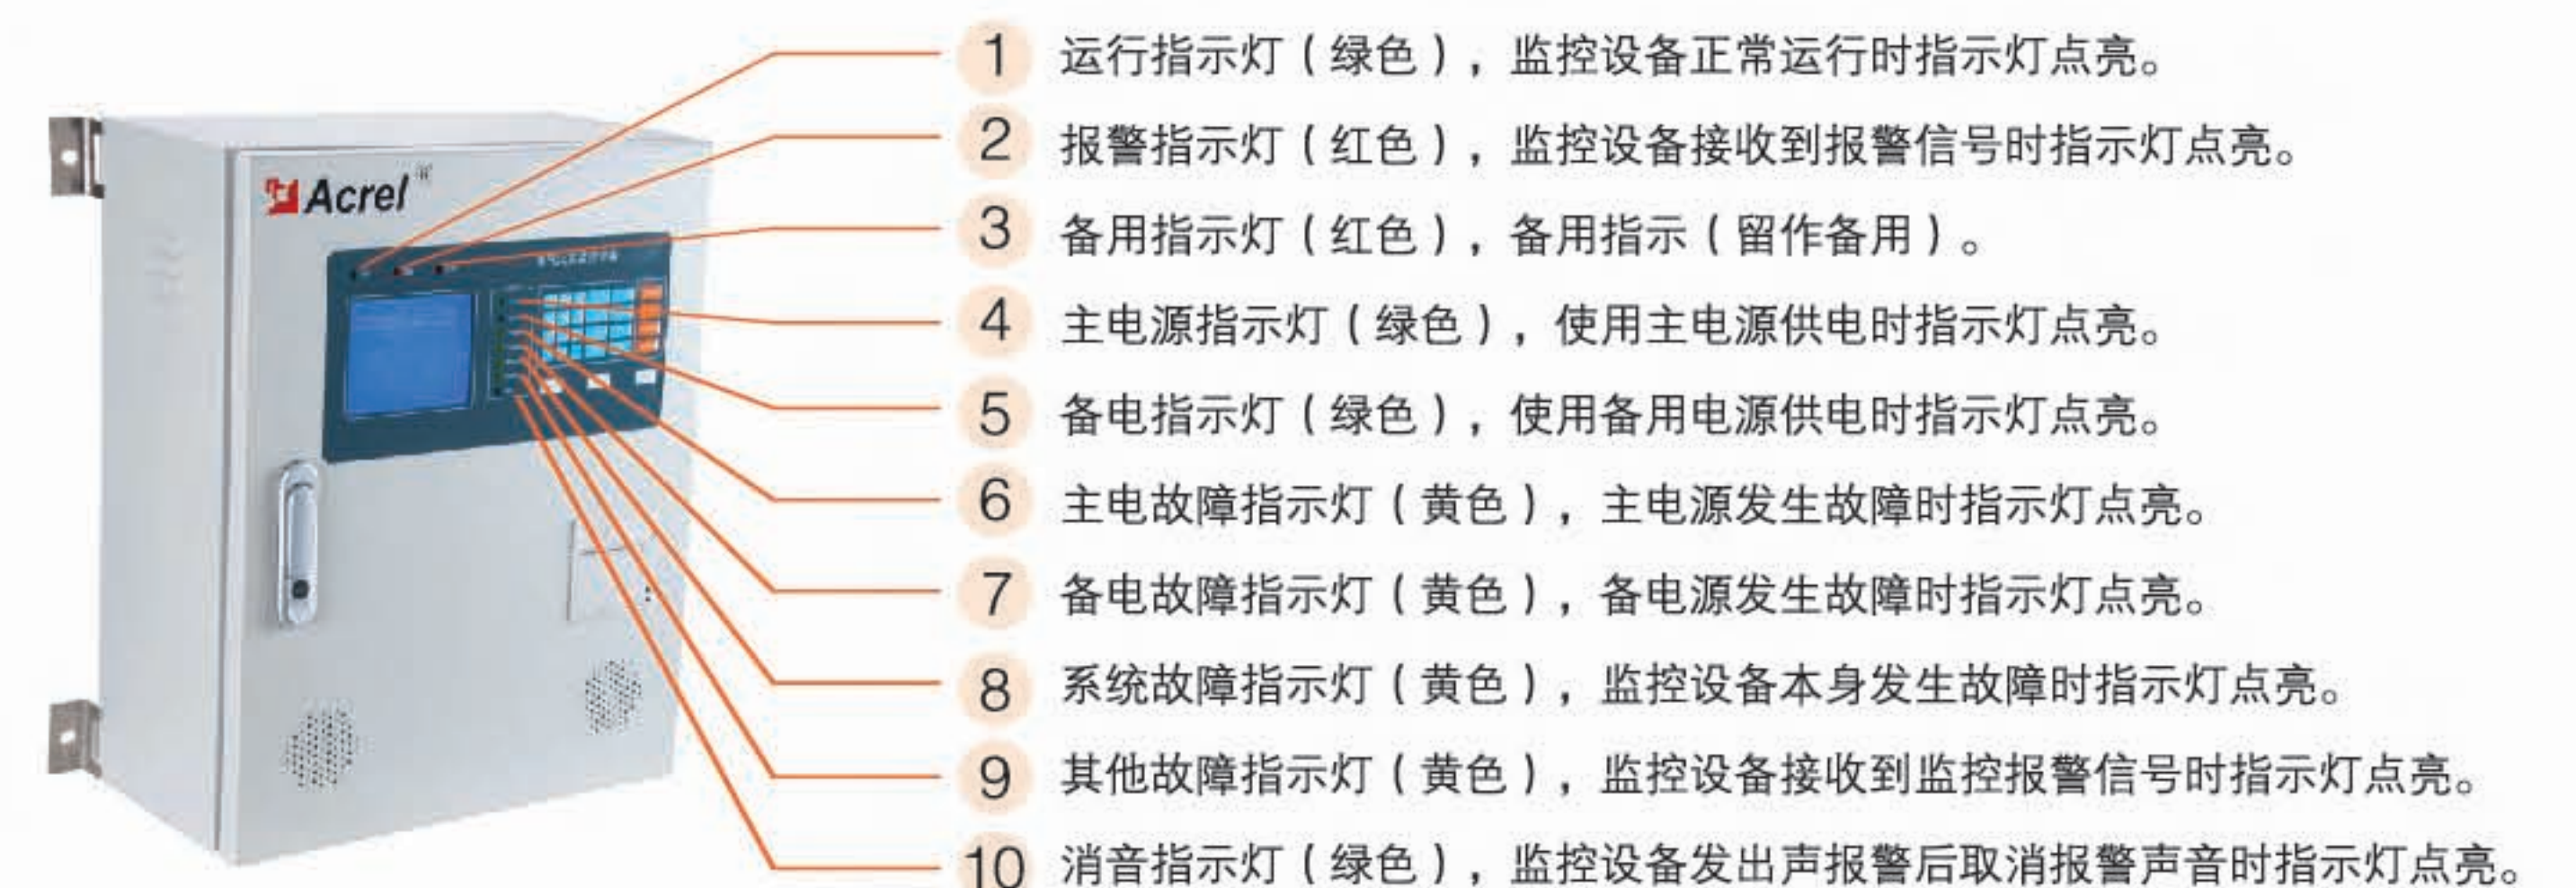 Acrel
1 运行指示灯(绿色),监控设备正常运行时指示灯点亮。
2 报警指示灯(红色),监控设备接收到报警信号时指示灯点亮。
3 备用指示灯(红色),备用指示(留作备用)。
4 主电源指示灯(绿色),使用主电源供电时指示灯点亮。
5 备电指示灯(绿色),使用备用电源供电时指示灯点亮。
6 主电故障指示灯(黄色),主电源发生故障时指示灯点亮。
7 备电故障指示灯(黄色),备电源发生故障时指示灯点亮。
8 系统故障指示灯(黄色),监控设备本身发生故障时指示灯点亮。
9 其他故障指示灯(黄色),监控设备接收到监控报警信号时指示灯点亮。
10 消音指示灯(绿色),监控设备发出声报警后取消报警声音时指示灯点亮。